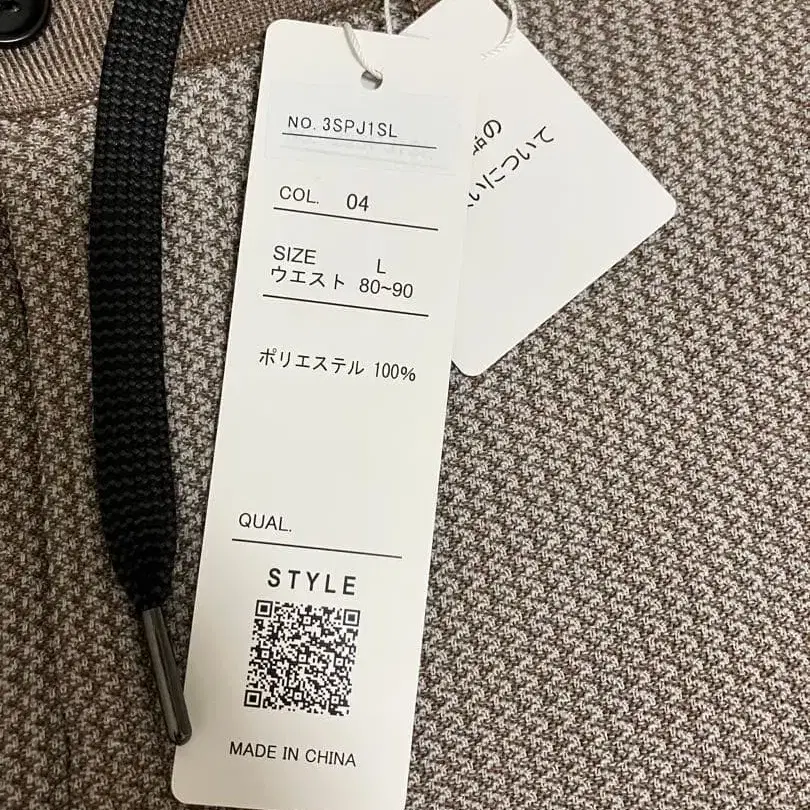 NO. 3SPJ1SL
COL. 04
SIZE L
ウエスト 80~90
ポリエステル 100%
QUAL.
STYLE
MADE IN CHINA
の
いについて